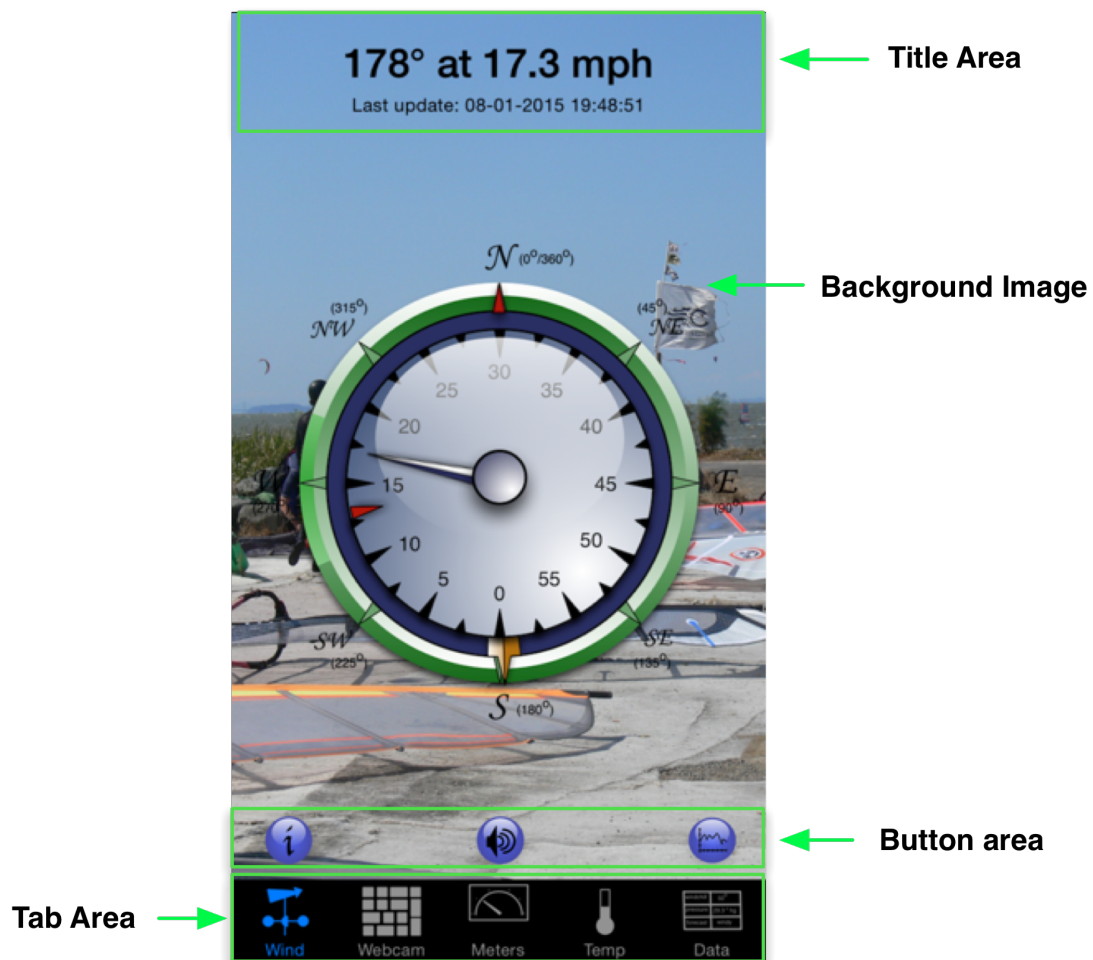 178° at 17.3 mph
Title Area
Last update: 08-01-2015 19:48:51
N (0°/360°)
Background Image
(315°)
NW
(45°)
NE
30
25
35
20
40
W
15
45
E
(90°)
10
50
5
55
0
SW
(225°)
SE
(135°)
S (180°)
i
Button area
Tab Area
Wind
Webcam
Meters
Temp
Data